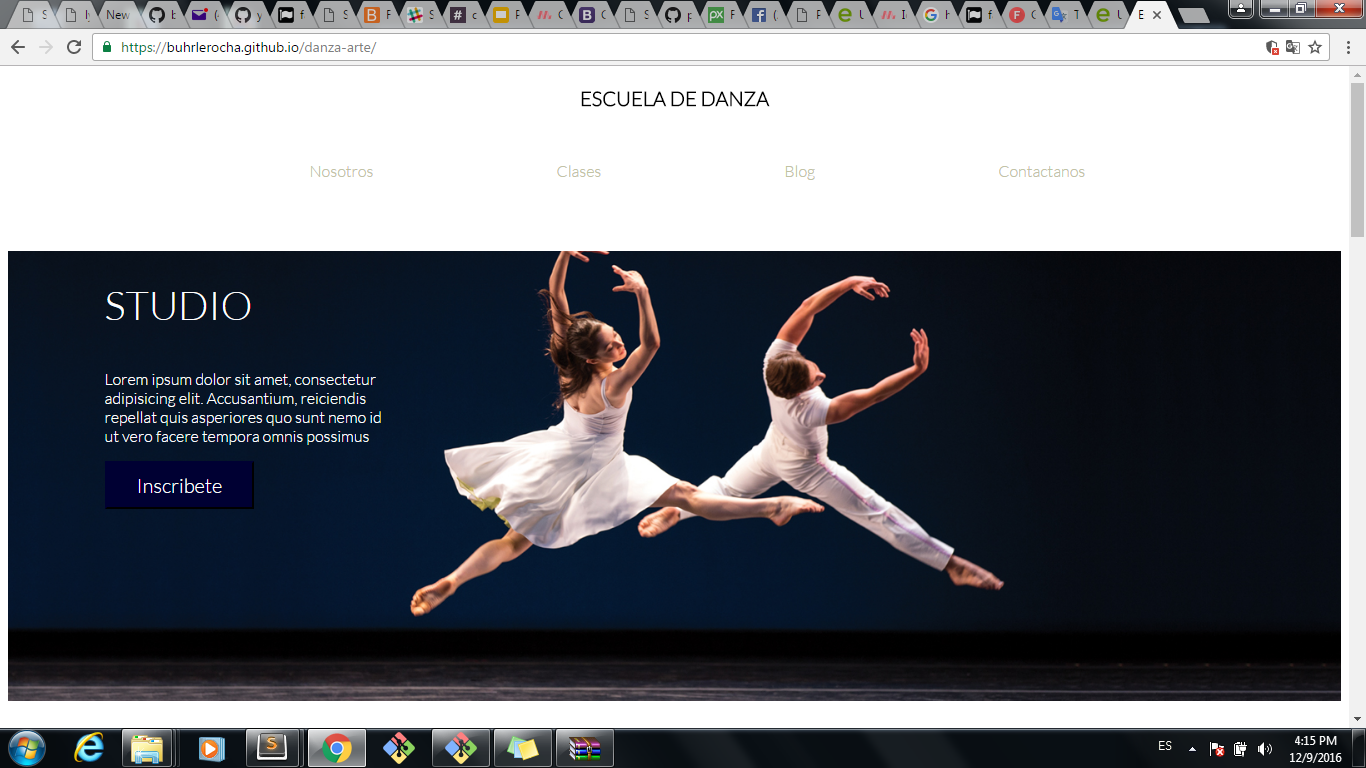 New
https://buhrlerocha.github.io/danza-arte/
ESCUELA DE DANZA
Nosotros
Clases
Blog
Contactanos
STUDIO
Lorem ipsum dolor sit amet, consectetur
adipisicing elit. Accusantium, reiciendis
repellat quis asperiores quo sunt nemo id
ut vero facere tempora omnis possimus
Inscribete
ES
4:15 PM
12/9/2016